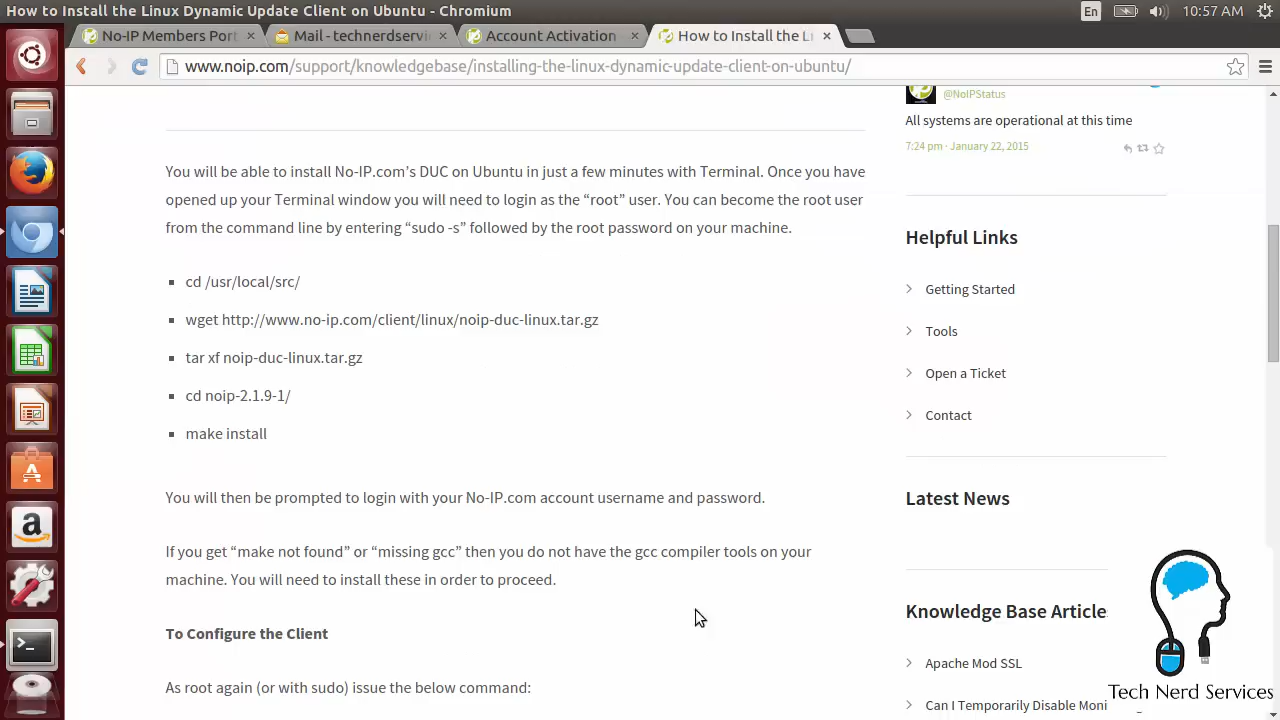 How to Install the Linux Dynamic Update Client on Ubuntu - Chromium
En
10:57 AM
No-IP Members Port
Mail - technerdservic
Account Activation
How to Install the L
www.noip.com/support/knowledgebase/installing-the-linux-dynamic-update-client-on-ubuntu/
@NoIPStatus
All systems are operational at this time
7:24 pm · January 22, 2015
You will be able to install No-IP.com’s DUC on Ubuntu in just a few minutes with Terminal. Once you have
opened up your Terminal window you will need to login as the “root” user. You can become the root user
from the command line by entering “sudo -s” followed by the root password on your machine.
cd /usr/local/src/
wget http://www.no-ip.com/client/linux/noip-duc-linux.tar.gz
tar xf noip-duc-linux.tar.gz
cd noip-2.1.9-1/
make install
You will then be prompted to login with your No-IP.com account username and password.
If you get “make not found” or “missing gcc” then you do not have the gcc compiler tools on your
machine. You will need to install these in order to proceed.
To Configure the Client
As root again (or with sudo) issue the below command:
Helpful Links
Getting Started
Tools
Open a Ticket
Contact
Latest News
Knowledge Base Article
Apache Mod SSL
Can I Temporarily Disable Moni
Tech Nerd Services